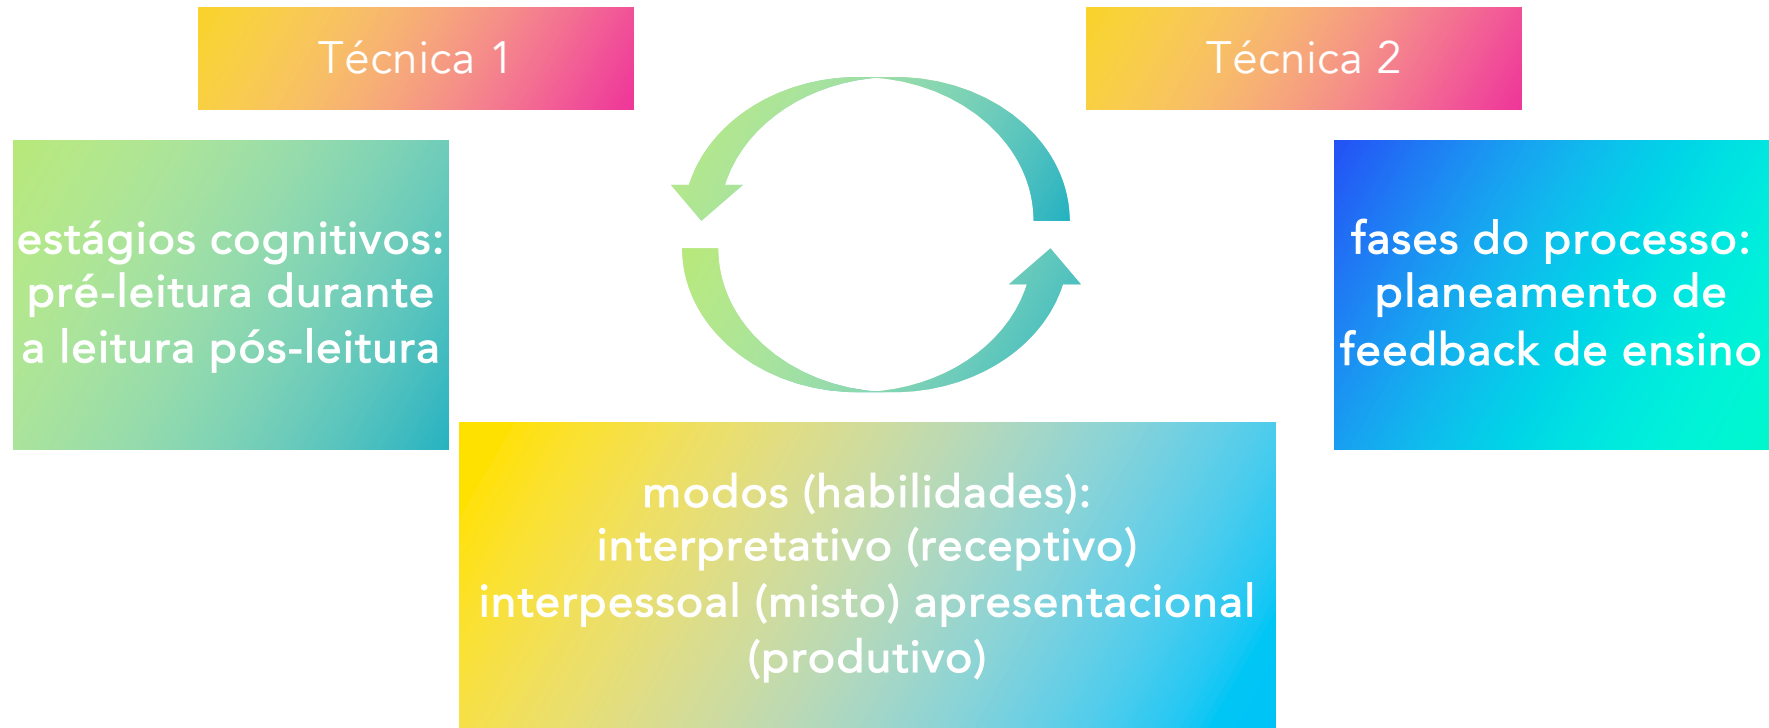 Técnica 1
Técnica 2
estágios cognitivos:
pré-leitura durante
a leitura pós-leitura
fases do processo:
planeamento de
feedback de ensino
modos (habilidades):
interpretativo (receptivo)
interpessoal (misto) apresentacional
(produtivo)